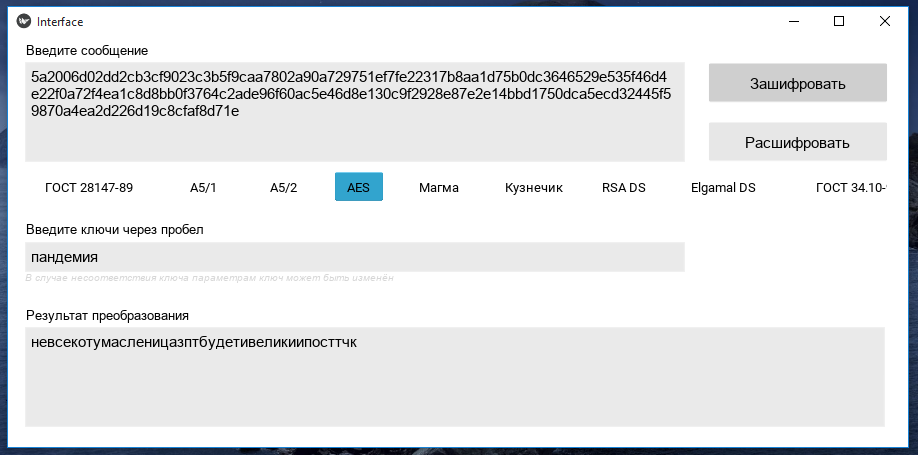 Interface
Введите сообщение
5a2006d02dd2cb3cf9023c3b5f9caa7802a90a729751ef7fe22317b8aa1d75b0dc3646529e535f46d4
e22f0a72f4ea1c8d8bb0f3764c2ade96f60ac5e46d8e130c9f2928e87e2e14bbd1750dca5ecd32445f5
9870a4ea2d226d19c8cfaf8d71e
Зашифровать
Расшифровать
ГОСТ 28147-89 A5/1 A5/2 AES Магма Кузнечик RSA DS Elgamal DS ГОСТ 34.10-
Введите ключи через пробел
пандемия
В случае несоответствия ключа параметрам ключ может быть изменён
Результат преобразования
невсекотумасленицазптбудетивеликиипосттчк